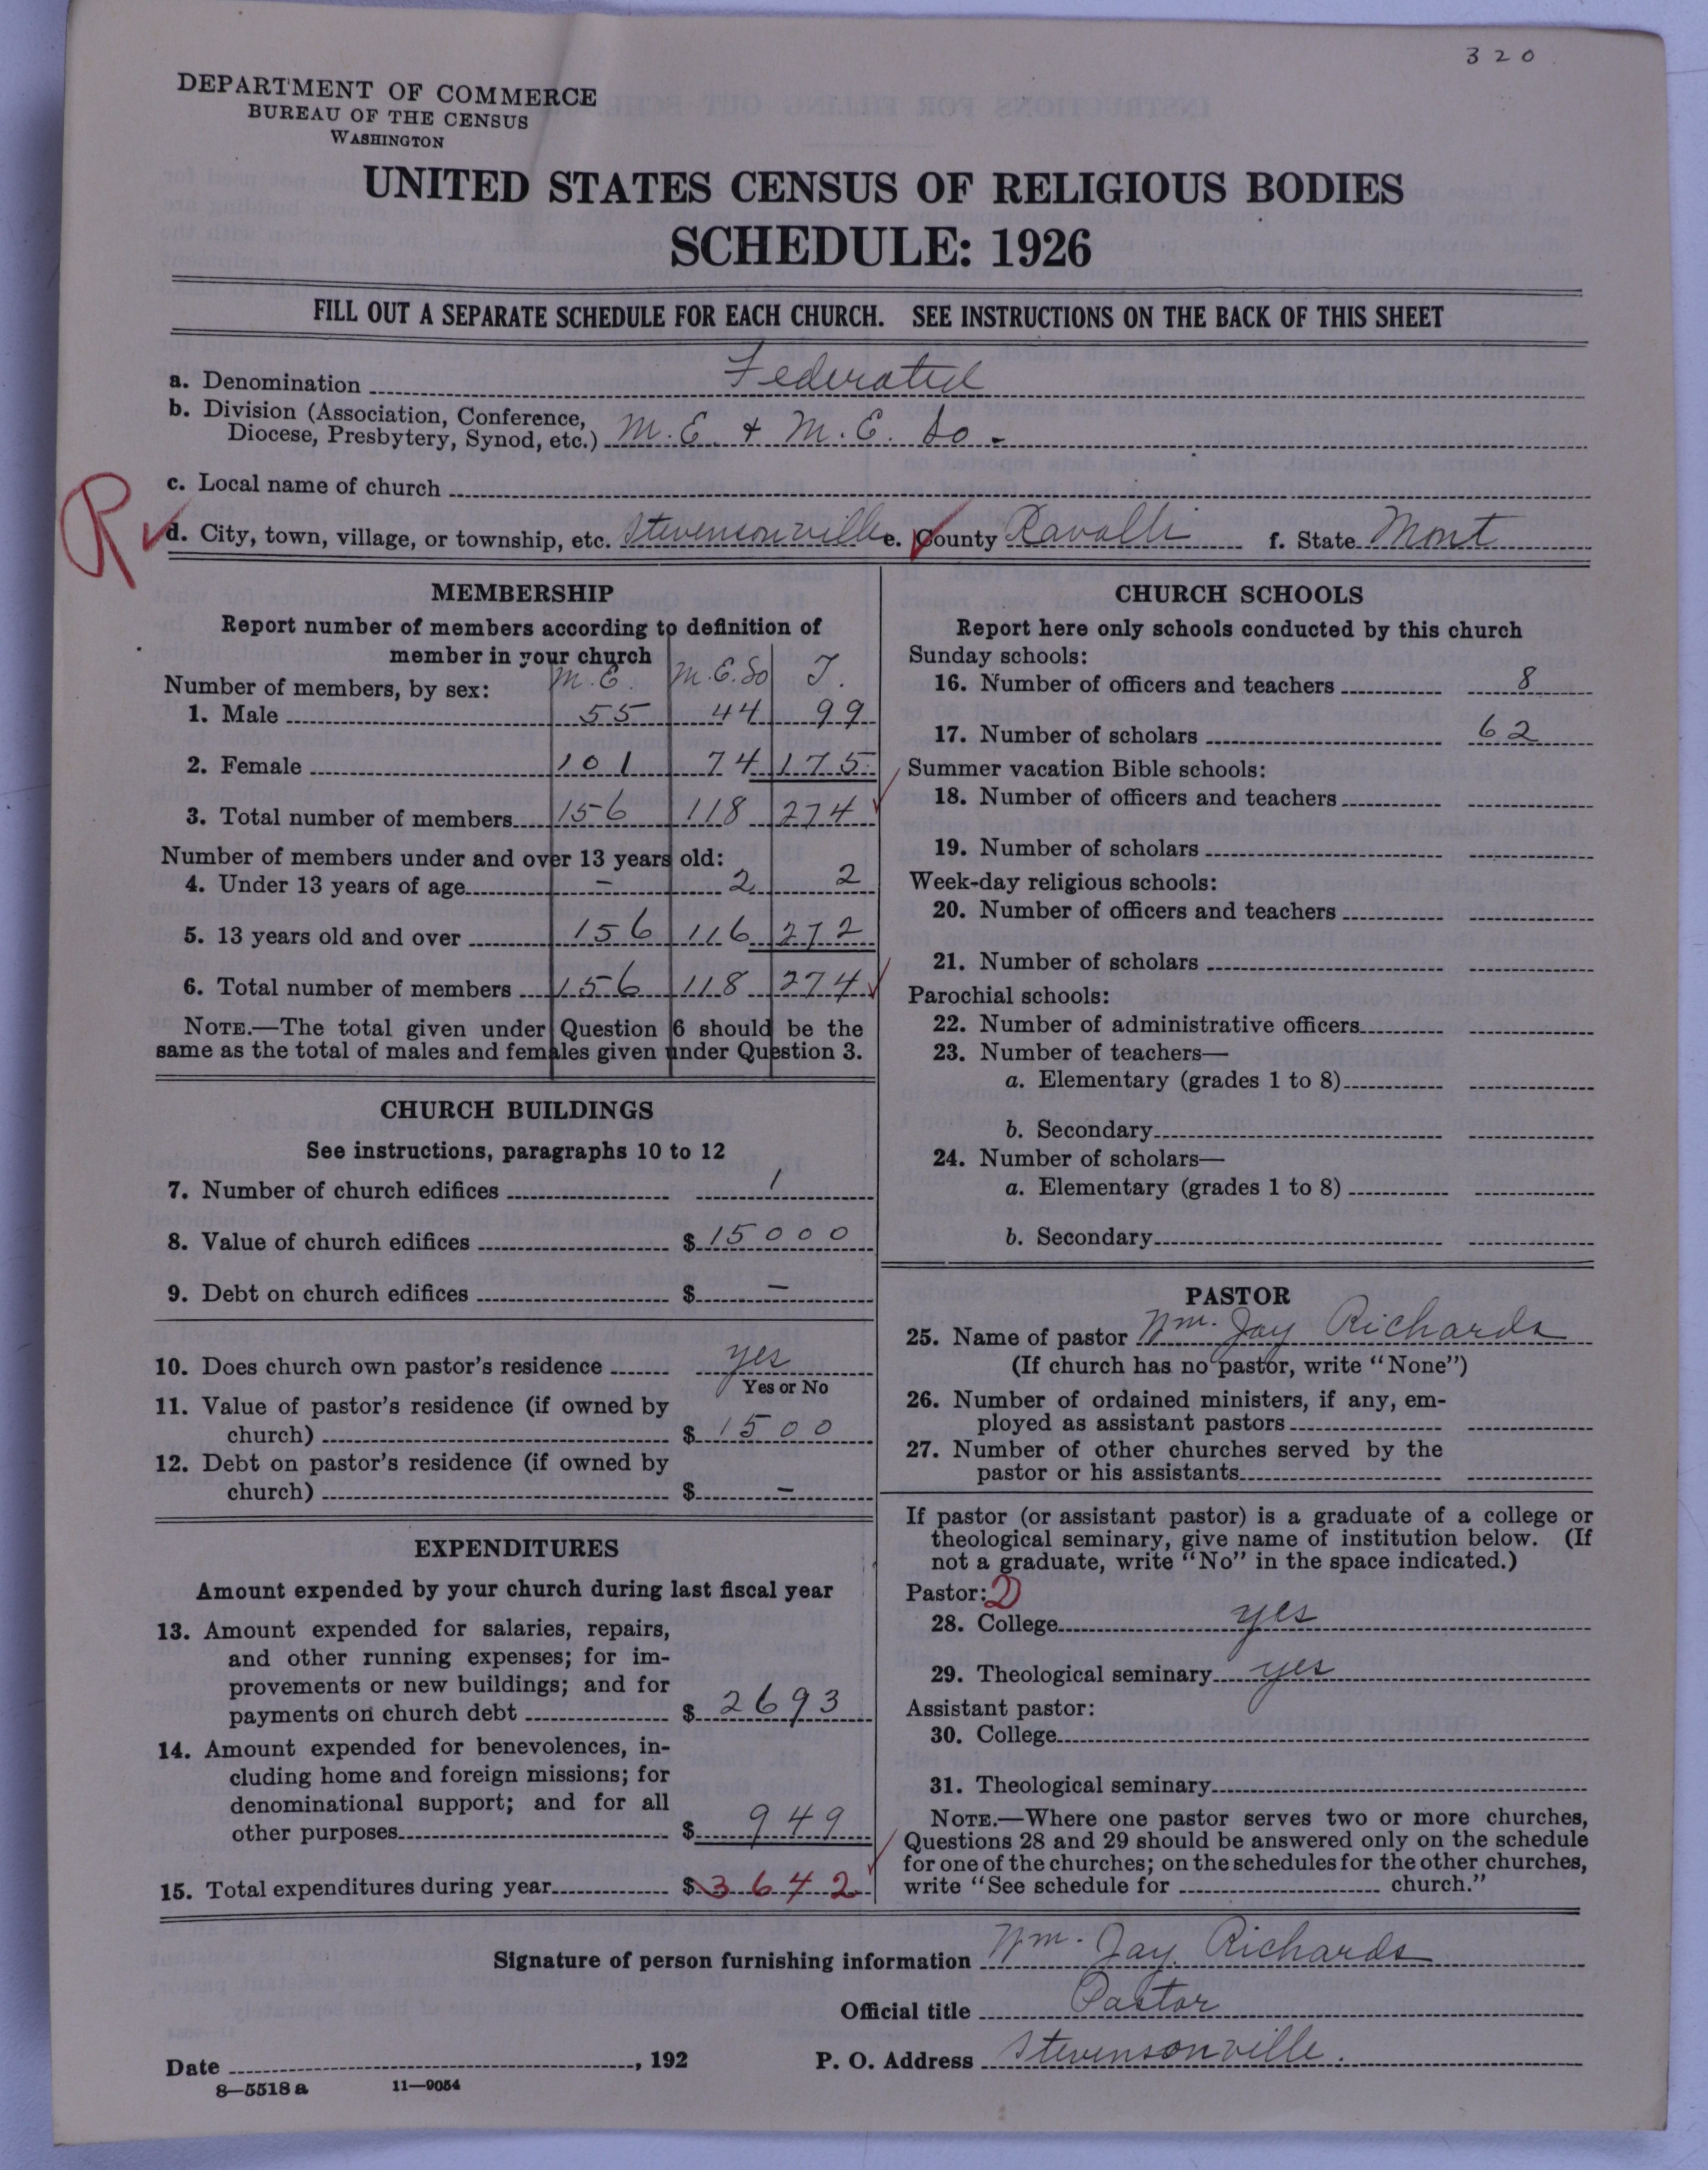 320
DEPARTMENT OF COMMERCE
BUREAU OF THE CENSUS
WASHINGTON
UNITED STATES CENSUS OF RELIGIOUS BODIES
SCHEDULE: 1926
FILL OUT A SEPARATE SCHEDULE FOR EACH CHURCH. SEE INSTRUCTIONS ON THE BACK OF THIS SHEET
a. Denomination Federated
b. Division (Association, Conference,
Diocese, Presbytery, Synod, etc.) M.E. + M.E. So.
c. Local name of church
R d. City, town, village, or township, etc. Stevensonville e. County Ravalli f. State Mont
MEMBERSHIP
Report number of members according to definition of
member in your church
M.E. M.E.So T.
Number of members, by sex:
1. Male 55 44 99
2. Female 101 74 175
3. Total number of members 156 118 274
Number of members under and over 13 years old:
4. Under 13 years of age – 2 2
5. 13 years old and over 156 116 272
6. Total number of members 156 118 274
NOTE.—The total given under Question 6 should be the
same as the total of males and females given under Question 3.
CHURCH BUILDINGS
See instructions, paragraphs 10 to 12
7. Number of church edifices 1
8. Value of church edifices $ 15000
9. Debt on church edifices $ –
10. Does church own pastor's residence yes
Yes or No
11. Value of pastor's residence (if owned by
church) $ 1500
12. Debt on pastor's residence (if owned by
church) $ –
EXPENDITURES
Amount expended by your church during last fiscal year
13. Amount expended for salaries, repairs,
and other running expenses; for im-
provements or new buildings; and for
payments on church debt $ 2693
14. Amount expended for benevolences, in-
cluding home and foreign missions; for
denominational support; and for all
other purposes $ 949
15. Total expenditures during year $ 3642
CHURCH SCHOOLS
Report here only schools conducted by this church
Sunday schools:
16. Number of officers and teachers 8
17. Number of scholars 62
Summer vacation Bible schools:
18. Number of officers and teachers
19. Number of scholars
Week-day religious schools:
20. Number of officers and teachers
21. Number of scholars
Parochial schools:
22. Number of administrative officers
23. Number of teachers—
a. Elementary (grades 1 to 8)
b. Secondary
24. Number of scholars—
a. Elementary (grades 1 to 8)
b. Secondary
PASTOR
25. Name of pastor Wm. Jay Richards
(If church has no pastor, write "None")
26. Number of ordained ministers, if any, em-
ployed as assistant pastors
27. Number of other churches served by the
pastor or his assistants
If pastor (or assistant pastor) is a graduate of a college or
theological seminary, give name of institution below. (If
not a graduate, write "No" in the space indicated.)
Pastor: 2
28. College yes
29. Theological seminary yes
Assistant pastor:
30. College
31. Theological seminary
NOTE.—Where one pastor serves two or more churches,
Questions 28 and 29 should be answered only on the schedule
for one of the churches; on the schedules for the other churches,
write "See schedule for church."
Signature of person furnishing information Wm. Jay Richards
Official title Pastor
Date , 192 P. O. Address Stevensonville.
8—5518 a 11—9054